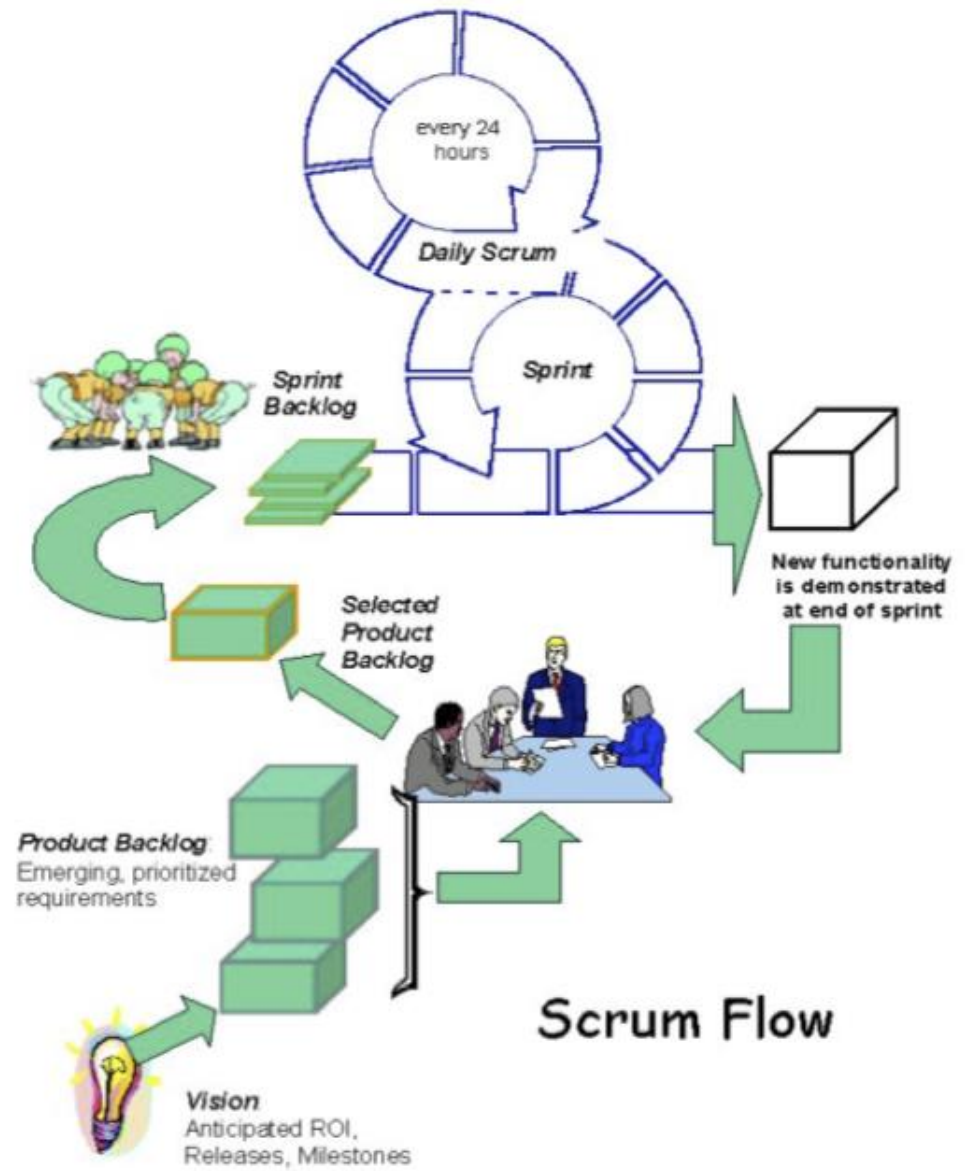 every 24
hours
Daily Scrum
Sprint
Sprint
Backlog
New functionality
is demonstrated
at end of sprint
Selected
Product
Backlog
Product Backlog:
Emerging, prioritized
requirements
Scrum Flow
Vision
Anticipated ROI,
Releases, Milestones